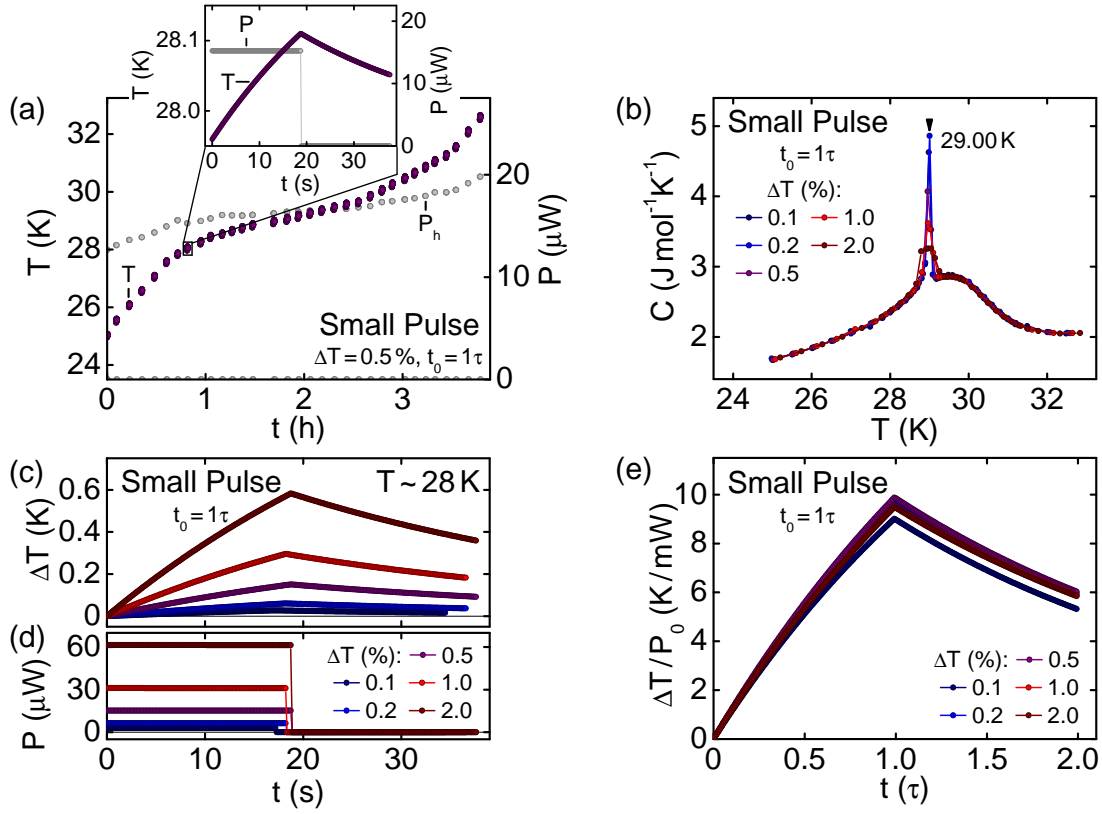 (a)
T (K)
28.1
28.0
P
T
20
10
0
P (µW)
0 10 20 30
t (s)
32
30
28
26
24
T (K)
T
P_h
20
10
0
P (µW)
Small Pulse
ΔT = 0.5 %, t_0 = 1τ
0 1 2 3
t (h)
(b)
Small Pulse
t_0 = 1τ
29.00 K
ΔT (%):
0.1 1.0
0.2 2.0
0.5
5
4
3
2
C (J mol⁻¹K⁻¹)
24 26 28 30 32
T (K)
(c)
Small Pulse
T ~ 28 K
t_0 = 1τ
0.6
0.4
0.2
0
ΔT (K)
(d)
60
30
0
P (µW)
ΔT (%): 0.5
0.1 1.0
0.2 2.0
0 10 20 30
t (s)
(e)
Small Pulse
t_0 = 1τ
10
8
6
4
2
0
ΔT / P_0 (K / mW)
ΔT (%): 0.5
0.1 1.0
0.2 2.0
0 0.5 1.0 1.5 2.0
t (τ)